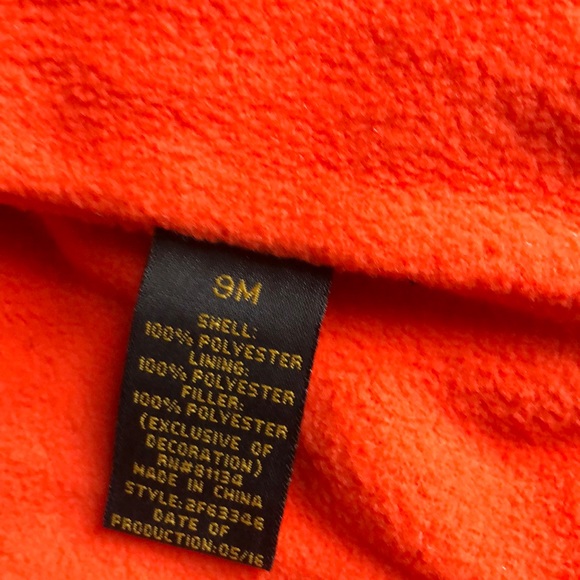 9M
SHELL:
100% POLYESTER
LINING:
100% POLYESTER
FILLER:
100% POLYESTER
(EXCLUSIVE OF
DECORATION)
RN#81134
MADE IN CHINA
STYLE:2F63346
DATE OF
PRODUCTION:05/16